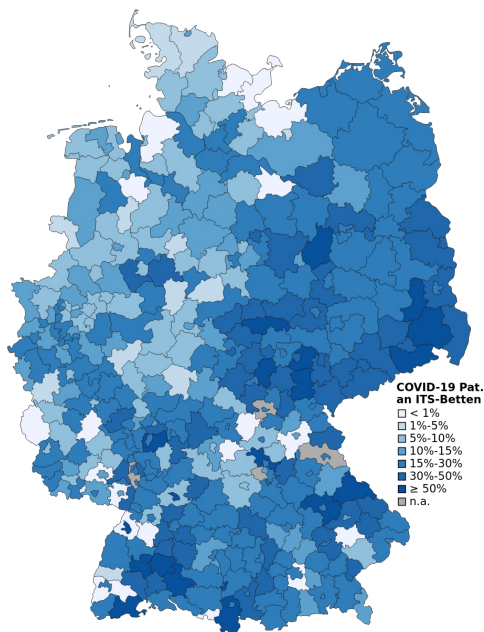 COVID-19 Pat.
an ITS-Betten
< 1%
1%-5%
5%-10%
10%-15%
15%-30%
30%-50%
≥ 50%
n.a.